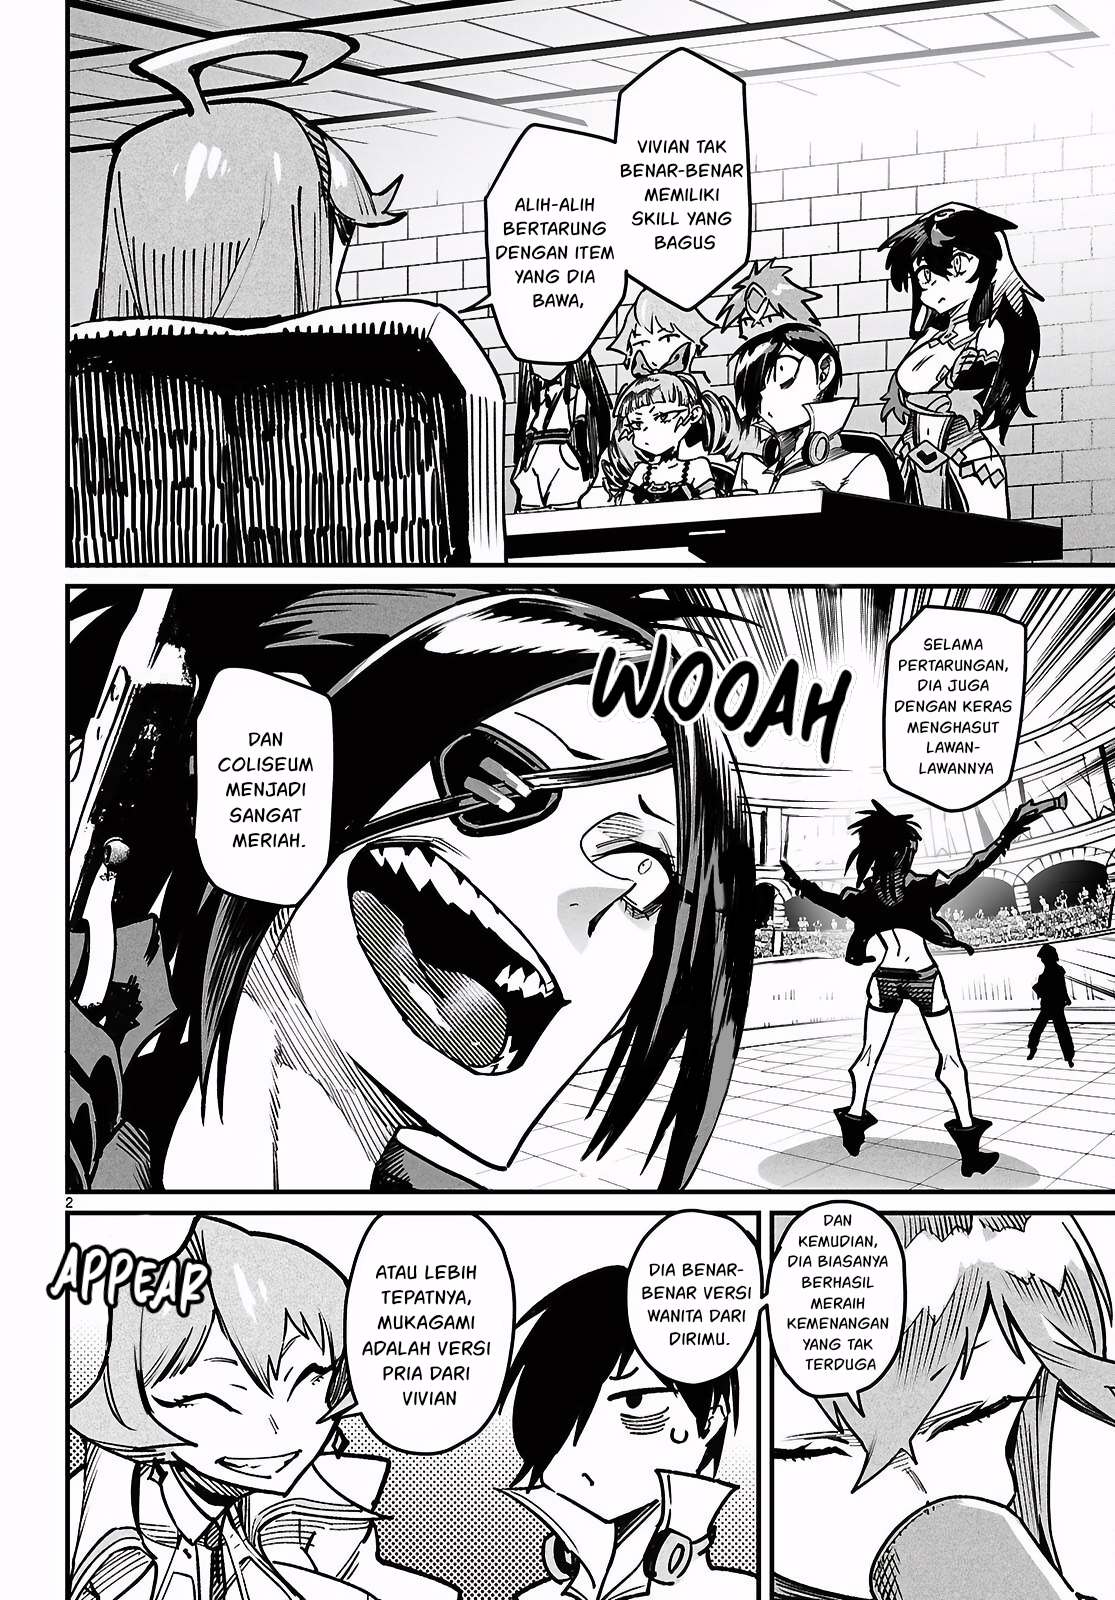 VIVIAN TAK
BENAR-BENAR
MEMILIKI
SKILL YANG
BAGUS
ALIH-ALIH
BERTARUNG
DENGAN ITEM
YANG DIA
BAWA,
SELAMA
PERTARUNGAN,
DIA JUGA
DENGAN KERAS
MENGHASUT
LAWAN-
LAWANNYA
WOOAH
DAN
COLISEUM
MENJADI
SANGAT
MERIAH.
2
DAN
KEMUDIAN,
DIA BIASANYA
BERHASIL
MERAIH
KEMENANGAN
YANG TAK
TERDUGA
DIA BENAR-
BENAR VERSI
WANITA DARI
DIRIMU.
ATAU LEBIH
TEPATNYA,
MUKAGAMI
ADALAH VERSI
PRIA DARI
VIVIAN
APPEAR